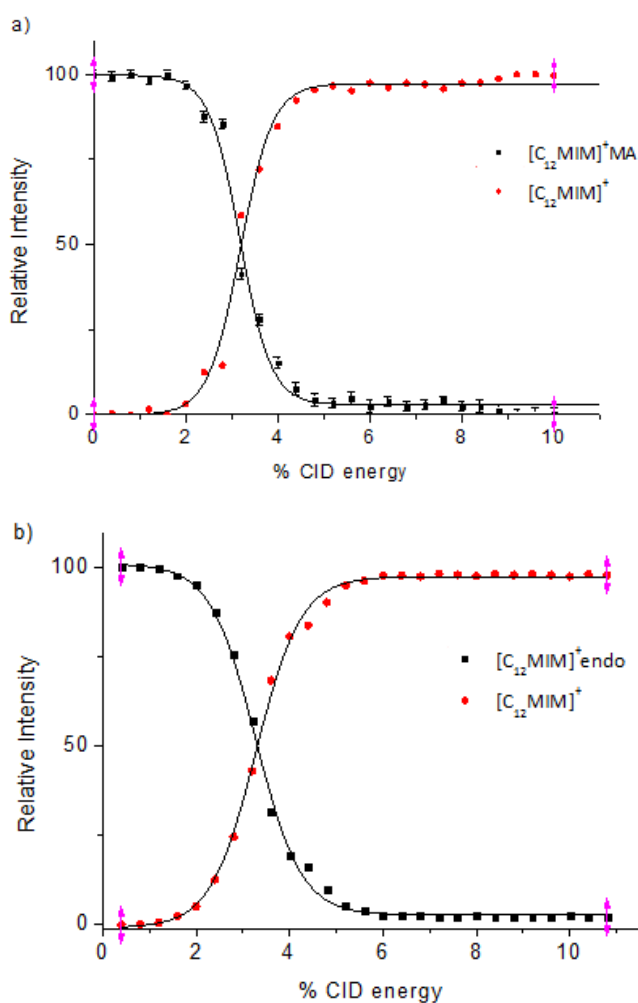 a)
100
50
0
0 2 4 6 8 10
Relative Intensity
% CID energy
[C₁₂MIM]⁺MA
[C₁₂MIM]⁺
b)
100
50
0
0 2 4 6 8 10
Relative Intensity
% CID energy
[C₁₂MIM]⁺endo
[C₁₂MIM]⁺